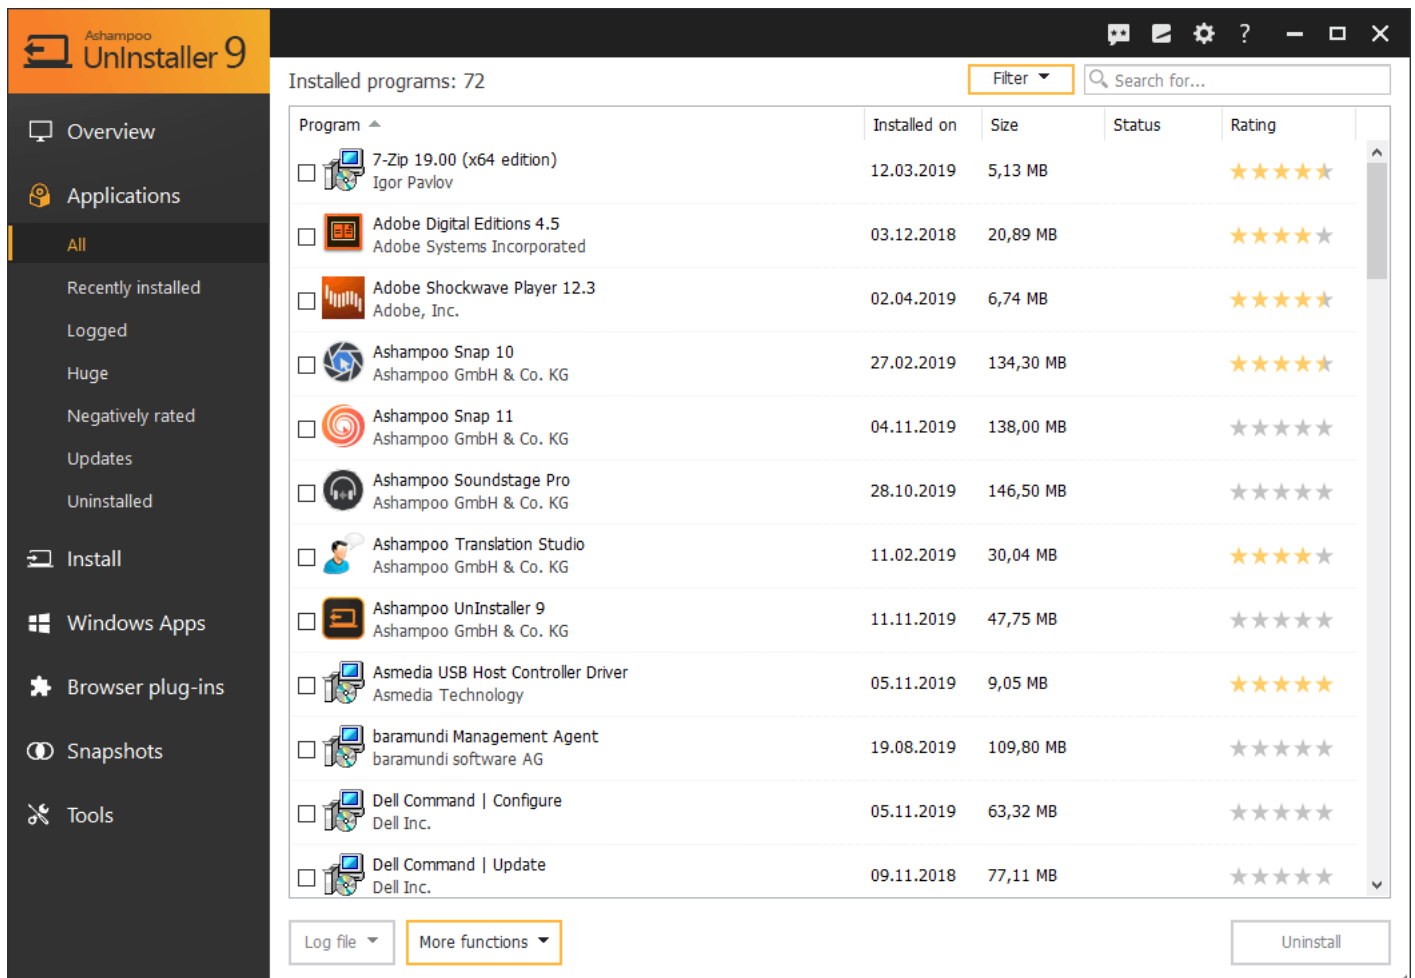 Ashampoo
UnInstaller 9
?
Installed programs: 72
Filter
Search for...
Overview
Applications
All
Recently installed
Logged
Huge
Negatively rated
Updates
Uninstalled
Install
Windows Apps
Browser plug-ins
Snapshots
Tools
Program Installed on Size Status Rating
7-Zip 19.00 (x64 edition)
Igor Pavlov
12.03.2019 5,13 MB
Adobe Digital Editions 4.5
Adobe Systems Incorporated
03.12.2018 20,89 MB
Adobe Shockwave Player 12.3
Adobe, Inc.
02.04.2019 6,74 MB
Ashampoo Snap 10
Ashampoo GmbH & Co. KG
27.02.2019 134,30 MB
Ashampoo Snap 11
Ashampoo GmbH & Co. KG
04.11.2019 138,00 MB
Ashampoo Soundstage Pro
Ashampoo GmbH & Co. KG
28.10.2019 146,50 MB
Ashampoo Translation Studio
Ashampoo GmbH & Co. KG
11.02.2019 30,04 MB
Ashampoo UnInstaller 9
Ashampoo GmbH & Co. KG
11.11.2019 47,75 MB
Asmedia USB Host Controller Driver
Asmedia Technology
05.11.2019 9,05 MB
baramundi Management Agent
baramundi software AG
19.08.2019 109,80 MB
Dell Command | Configure
Dell Inc.
05.11.2019 63,32 MB
Dell Command | Update
Dell Inc.
09.11.2018 77,11 MB
Log file
More functions
Uninstall